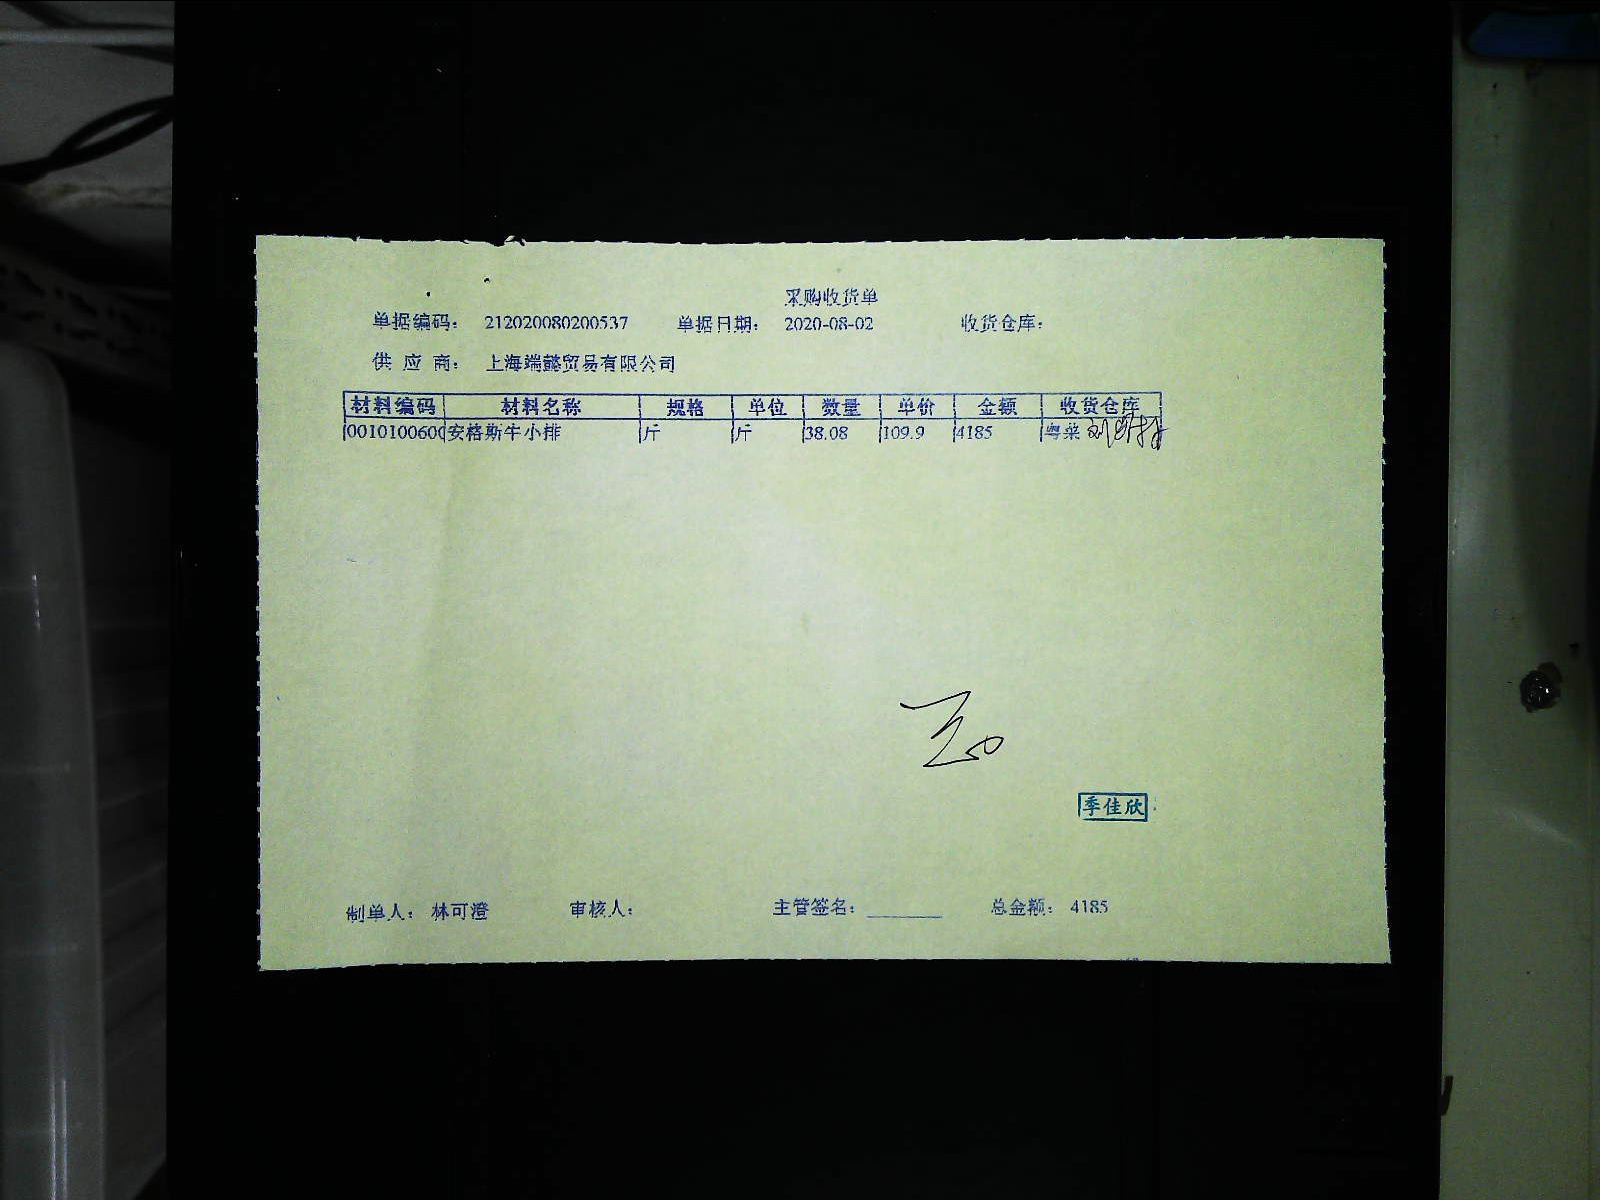 采购收货单
单据编码： 212020080200537 单据日期： 2020-08-02 收货仓库：
供 应 商： 上海端懿贸易有限公司
材料编码 材料名称 规格 单位 数量 单价 金额 收货仓库
001010060 安格斯牛小排 斤 斤 38.08 109.9 4185 粤菜
季佳欣
制单人： 林可澄 审核人： 主管签名： 总金额： 4185